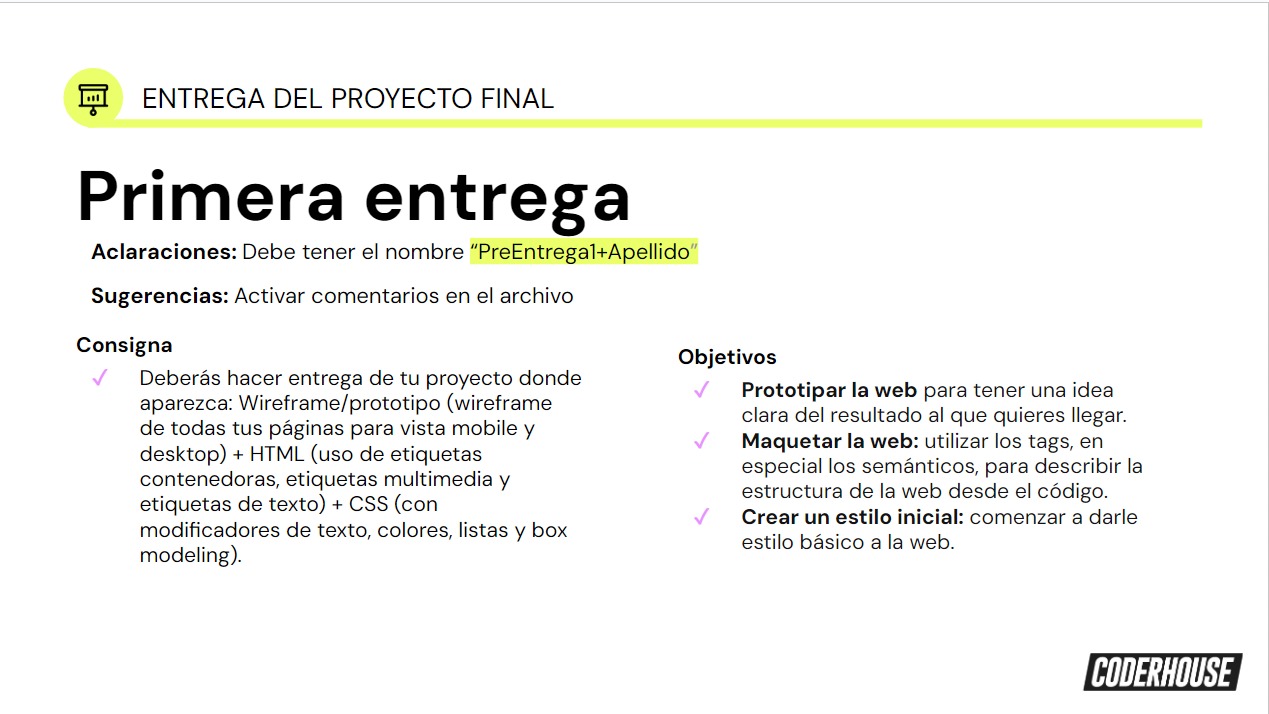 ENTREGA DEL PROYECTO FINAL
Primera entrega
Aclaraciones: Debe tener el nombre “PreEntrega1+Apellido”
Sugerencias: Activar comentarios en el archivo
Consigna
✓ Deberás hacer entrega de tu proyecto donde
aparezca: Wireframe/prototipo (wireframe
de todas tus páginas para vista mobile y
desktop) + HTML (uso de etiquetas
contenedoras, etiquetas multimedia y
etiquetas de texto) + CSS (con
modificadores de texto, colores, listas y box
modeling).
Objetivos
✓ Prototipar la web para tener una idea
clara del resultado al que quieres llegar.
✓ Maquetar la web: utilizar los tags, en
especial los semánticos, para describir la
estructura de la web desde el código.
✓ Crear un estilo inicial: comenzar a darle
estilo básico a la web.
CODERHOUSE